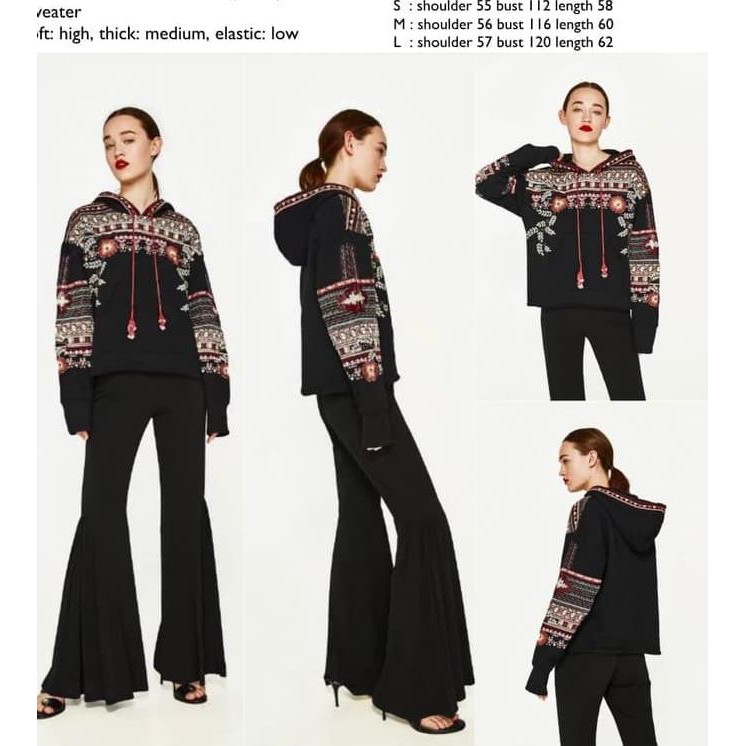 veater
oft: high, thick: medium, elastic: low
S : shoulder 55 bust 112 length 58
M : shoulder 56 bust 116 length 60
L : shoulder 57 bust 120 length 62